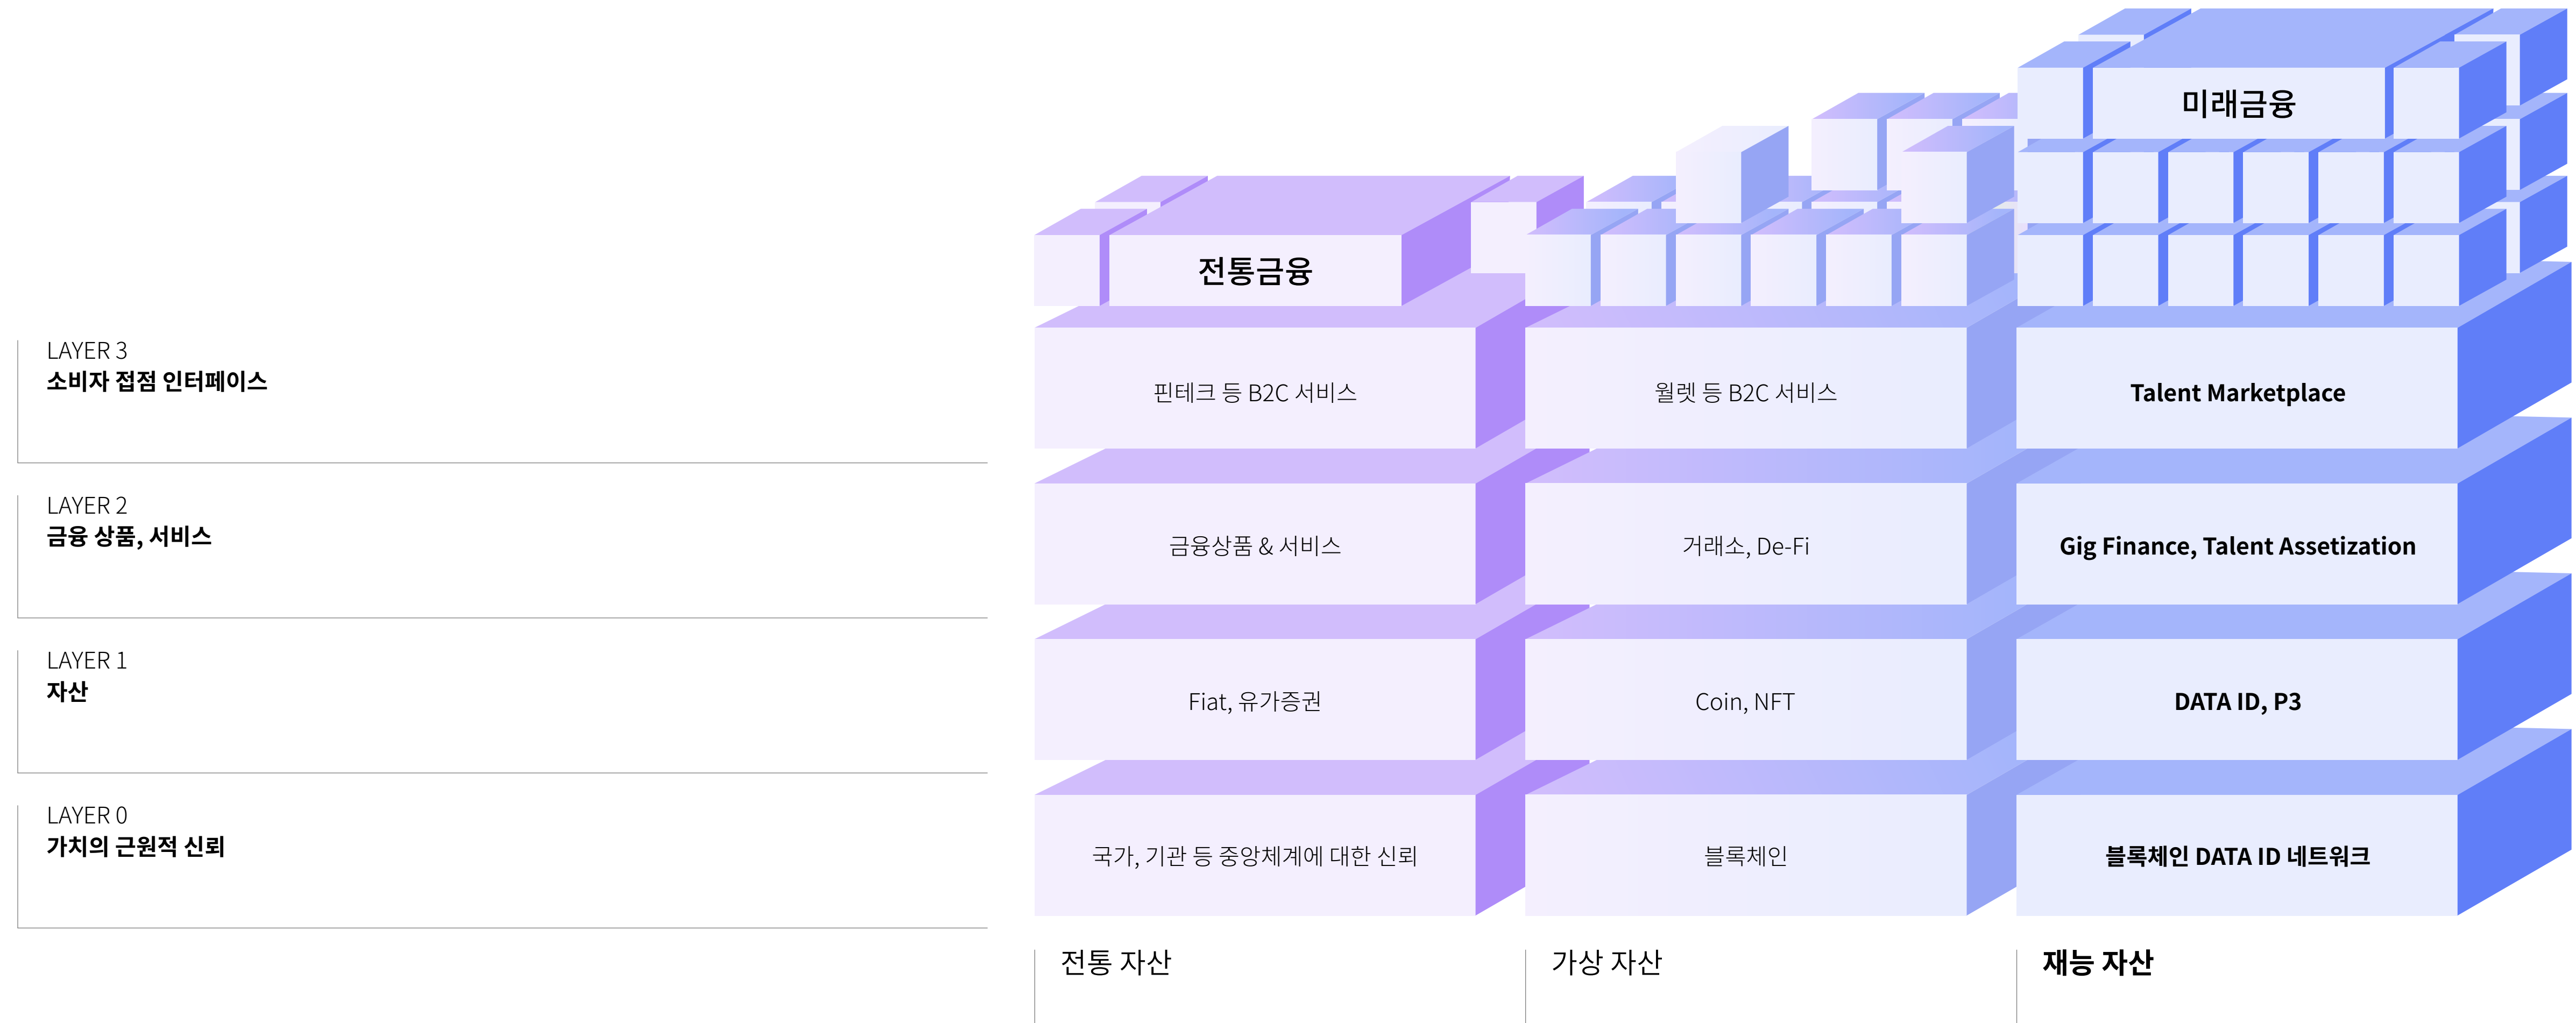 미래금융
전통금융
LAYER 3
소비자 접점 인터페이스
핀테크 등 B2C 서비스
월렛 등 B2C 서비스
Talent Marketplace
LAYER 2
금융 상품, 서비스
금융상품 & 서비스
거래소, De-Fi
Gig Finance, Talent Assetization
LAYER 1
자산
Fiat, 유가증권
Coin, NFT
DATA ID, P3
LAYER 0
가치의 근원적 신뢰
국가, 기관 등 중앙체계에 대한 신뢰
블록체인
블록체인 DATA ID 네트워크
전통 자산
가상 자산
재능 자산